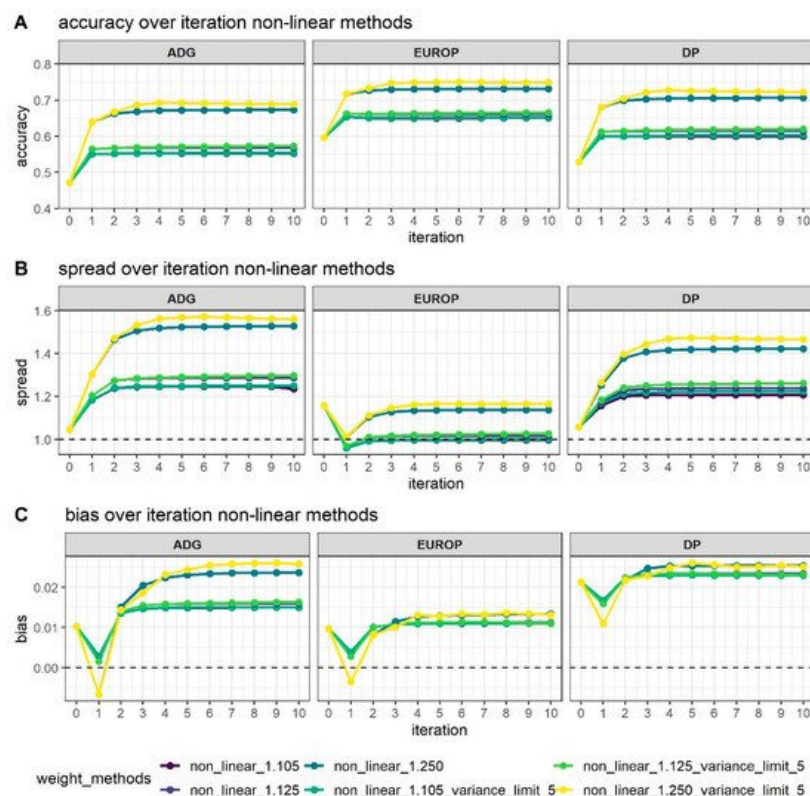 A accuracy over iteration non-linear methods
ADG EUROP DP
accuracy
0.8
0.7
0.6
0.5
0.4
0 1 2 3 4 5 6 7 8 9 10 0 1 2 3 4 5 6 7 8 9 10 0 1 2 3 4 5 6 7 8 9 10
iteration
B spread over iteration non-linear methods
ADG EUROP DP
spread
1.6
1.4
1.2
1.0
0 1 2 3 4 5 6 7 8 9 10 0 1 2 3 4 5 6 7 8 9 10 0 1 2 3 4 5 6 7 8 9 10
iteration
C bias over iteration non-linear methods
ADG EUROP DP
bias
0.02
0.01
0.00
0 1 2 3 4 5 6 7 8 9 10 0 1 2 3 4 5 6 7 8 9 10 0 1 2 3 4 5 6 7 8 9 10
iteration
weight_methods
non_linear_1.105 non_linear_1.250 non_linear_1.125_variance_limit_5
non_linear_1.125 non_linear_1.105_variance_limit_5 non_linear_1.250_variance_limit_5